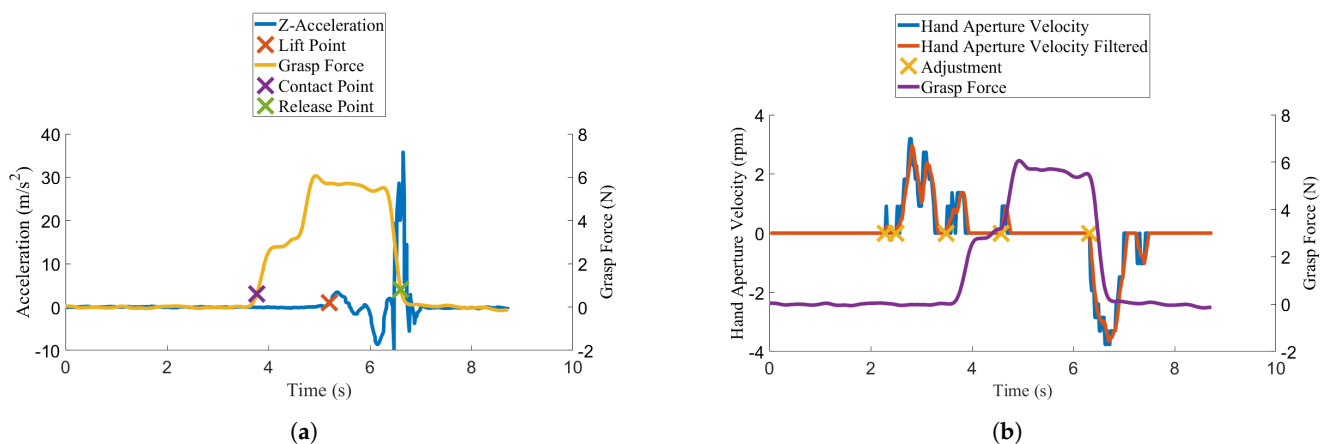 Z-Acceleration
Lift Point
Grasp Force
Contact Point
Release Point
40
30
20
10
0
-10
Acceleration (m/s²)
8
6
4
2
0
-2
Grasp Force (N)
0 2 4 6 8 10
Time (s)
(a)
Hand Aperture Velocity
Hand Aperture Velocity Filtered
Adjustment
Grasp Force
4
2
0
-2
-4
Hand Aperture Velocity (rpm)
8
6
4
2
0
-2
Grasp Force (N)
0 2 4 6 8 10
Time (s)
(b)